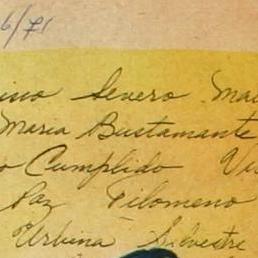 6/71
Severo
Maria Bustamante
Cumplido
Paz Filomeno
Urbina Silvestre